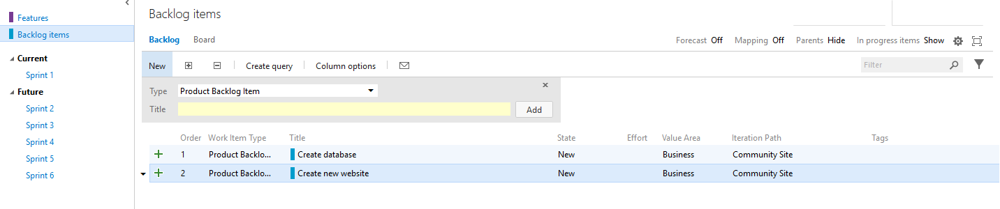 Features
Backlog items
Current
Sprint 1
Future
Sprint 2
Sprint 3
Sprint 4
Sprint 5
Sprint 6
Backlog items
Backlog Board
Forecast Off Mapping Off Parents Hide In progress items Show
New Create query Column options Filter
Type Product Backlog Item
Title Add
Order Work Item Type Title State Effort Value Area Iteration Path Tags
1 Product Backlo... Create database New Business Community Site
2 Product Backlo... Create new website New Business Community Site